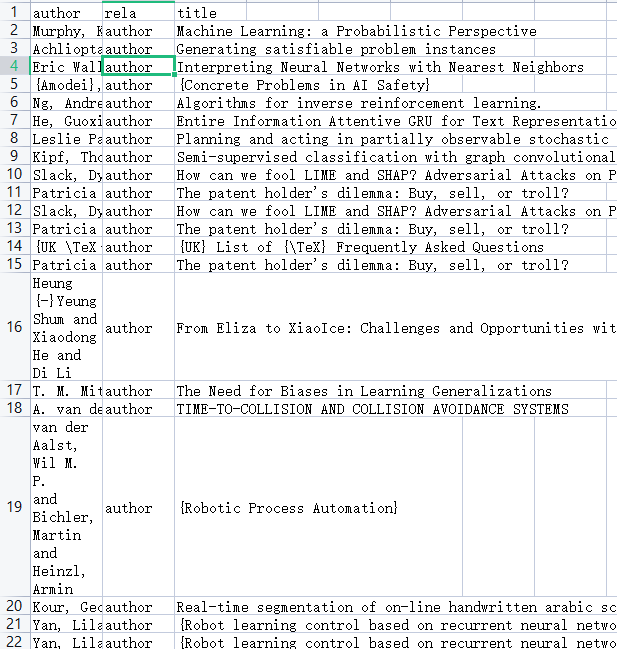 1 author rela title
2 Murphy, K author Machine Learning: a Probabilistic Perspective
3 Achliopta author Generating satisfiable problem instances
4 Eric Wall author Interpreting Neural Networks with Nearest Neighbors
5 {Amodei}, author {Concrete Problems in AI Safety}
6 Ng, Andre author Algorithms for inverse reinforcement learning.
7 He, Guoxi author Entire Information Attentive GRU for Text Representatio
8 Leslie Pa author Planning and acting in partially observable stochastic
9 Kipf, Tho author Semi-supervised classification with graph convolutional
10 Slack, Dy author How can we fool LIME and SHAP? Adversarial Attacks on P
11 Patricia author The patent holder's dilemma: Buy, sell, or troll?
12 Slack, Dy author How can we fool LIME and SHAP? Adversarial Attacks on P
13 Patricia author The patent holder's dilemma: Buy, sell, or troll?
14 {UK \TeX author {UK} List of {\TeX} Frequently Asked Questions
15 Patricia author The patent holder's dilemma: Buy, sell, or troll?
Heung
{-}Yeung
Shum and
16 Xiaodong author From Eliza to XiaoIce: Challenges and Opportunities wit
He and
Di Li
17 T. M. Mit author The Need for Biases in Learning Generalizations
18 A. van de author TIME-TO-COLLISION AND COLLISION AVOIDANCE SYSTEMS
van der
Aalst,
Wil M.
P.
19 and author {Robotic Process Automation}
Bichler,
Martin
and
Heinzl,
Armin
20 Kour, Geo author Real-time segmentation of on-line handwritten arabic sc
21 Yan, Lila author {Robot learning control based on recurrent neural netwo
22 Yan, Lila author {Robot learning control based on recurrent neural netwo